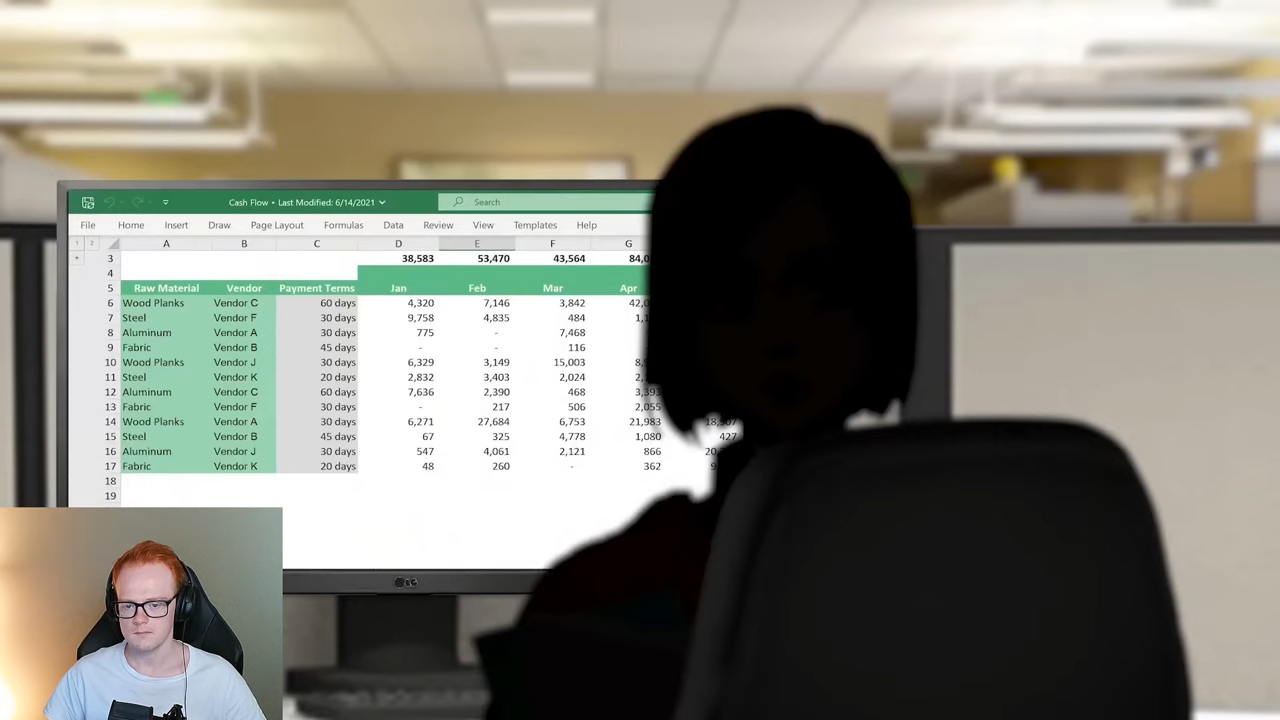 Cash Flow • Last Modified: 6/14/2021 Search
File Home Insert Draw Page Layout Formulas Data Review View Templates Help
1 2 A B C D E F G
3 38,583 53,470 43,564
4
5 Raw Material Vendor Payment Terms Jan Feb Mar Apr
6 Wood Planks Vendor C 60 days 4,320 7,146 3,842
7 Steel Vendor F 30 days 9,758 4,835 484
8 Aluminum Vendor A 30 days 775 - 7,468
9 Fabric Vendor B 45 days - - 116
10 Wood Planks Vendor J 30 days 6,329 3,149 15,003
11 Steel Vendor K 20 days 2,832 3,403 2,024
12 Aluminum Vendor C 60 days 7,636 2,390 468
13 Fabric Vendor F 30 days - 217 506 2,055
14 Wood Planks Vendor A 30 days 6,271 27,684 6,753 21,983
15 Steel Vendor B 45 days 67 325 4,778 1,080 427
16 Aluminum Vendor J 30 days 547 4,061 2,121 866
17 Fabric Vendor K 20 days 48 260 - 362
18
19
LG